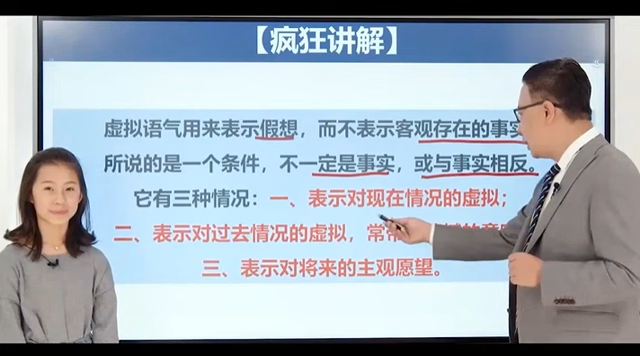 【疯狂讲解】
虚拟语气用来表示假想，而不表示客观存在的事实
所说的是一个条件，不一定是事实，或与事实相反。
它有三种情况：一、表示对现在情况的虚拟；
二、表示对过去情况的虚拟，常带
三、表示对将来的主观愿望。